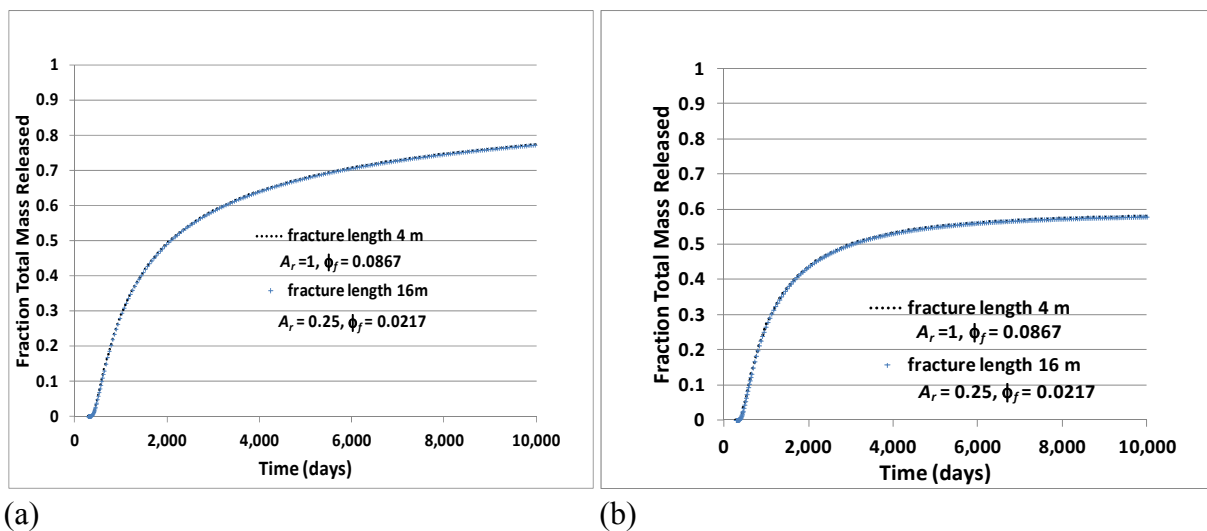 1
0.9
0.8
0.7
0.6
0.5
0.4
0.3
0.2
0.1
0
Fraction Total Mass Released
fracture length 4 m
A_r=1, ϕ_f = 0.0867
fracture length 16m
A_r = 0.25, ϕ_f = 0.0217
0 2,000 4,000 6,000 8,000 10,000
Time (days)
(a)
1
0.9
0.8
0.7
0.6
0.5
0.4
0.3
0.2
0.1
0
Fraction Total Mass Released
fracture length 4 m
A_r=1, ϕ_f = 0.0867
fracture length 16 m
A_r = 0.25, ϕ_f = 0.0217
0 2,000 4,000 6,000 8,000 10,000
Time (days)
(b)